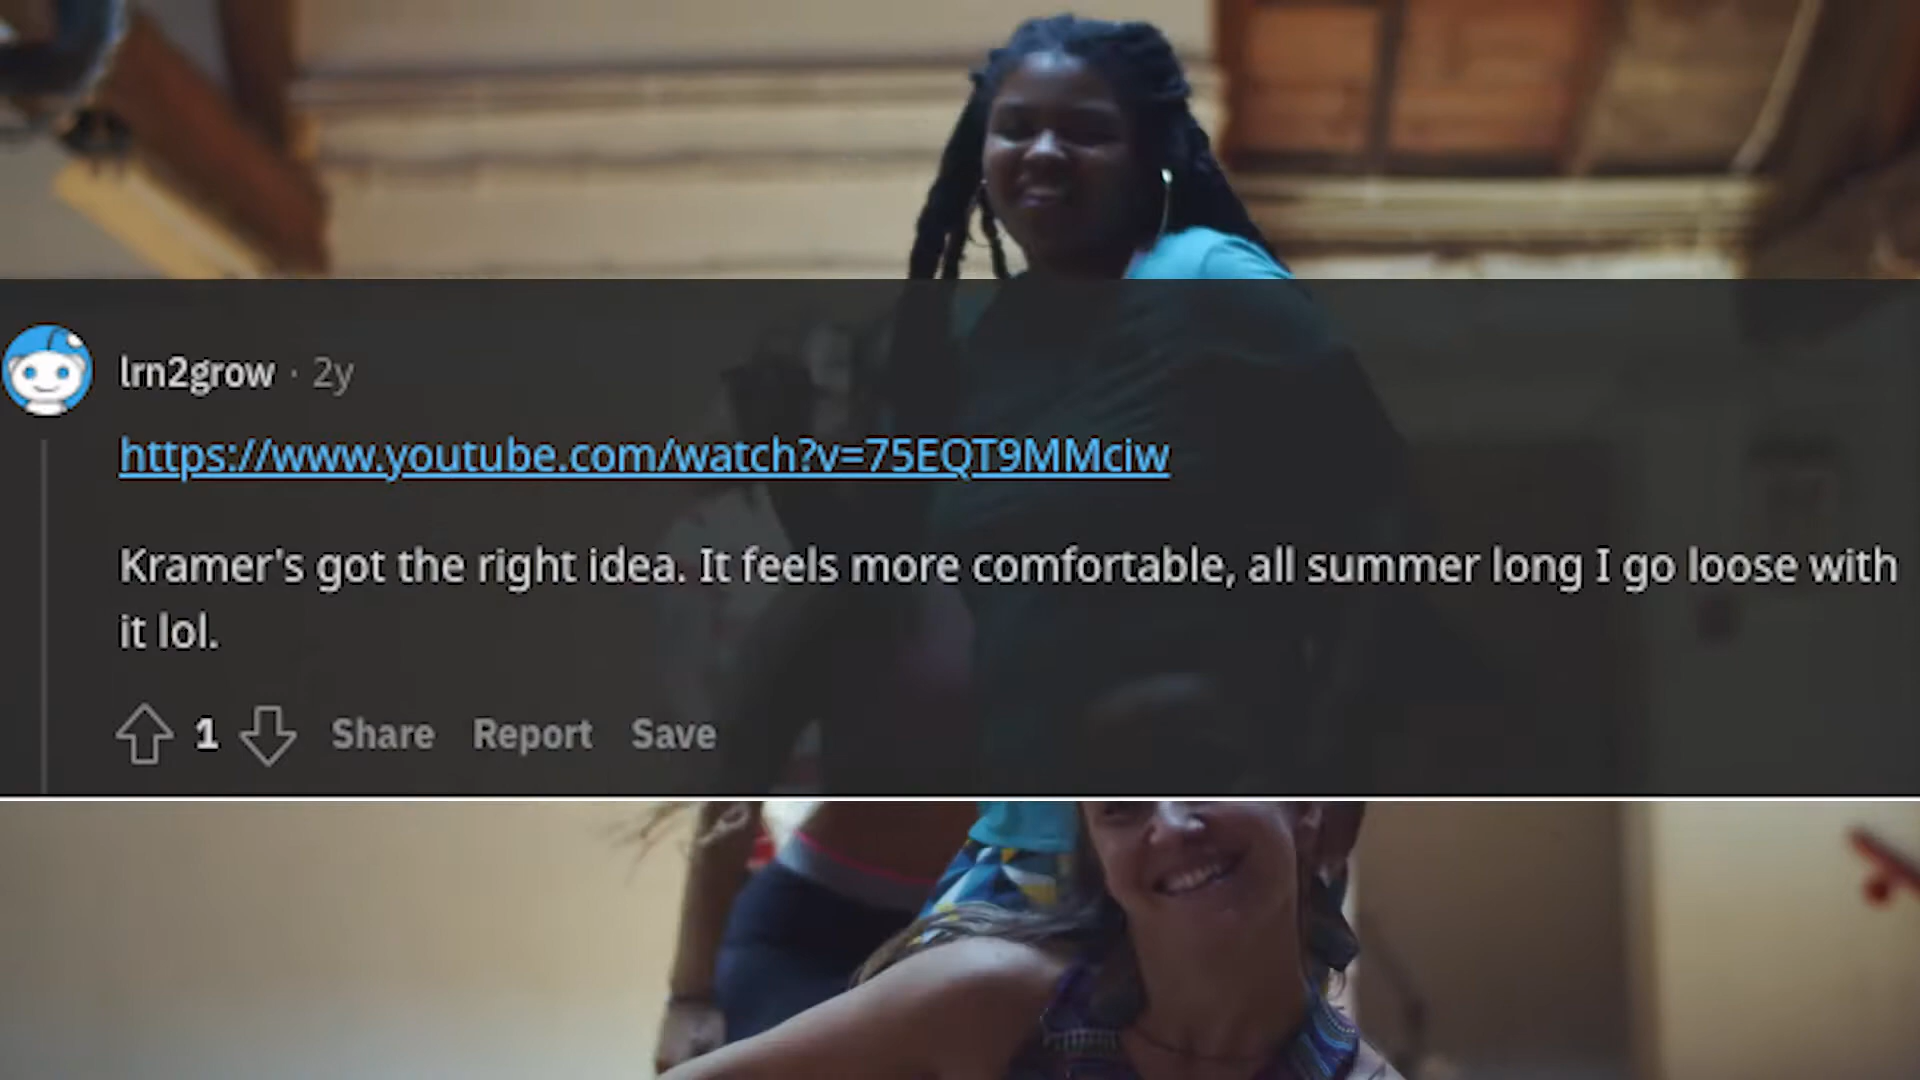 lrn2grow · 2y
https://www.youtube.com/watch?v=75EQT9MMciw
Kramer's got the right idea. It feels more comfortable, all summer long I go loose with
it lol.
1 Share Report Save